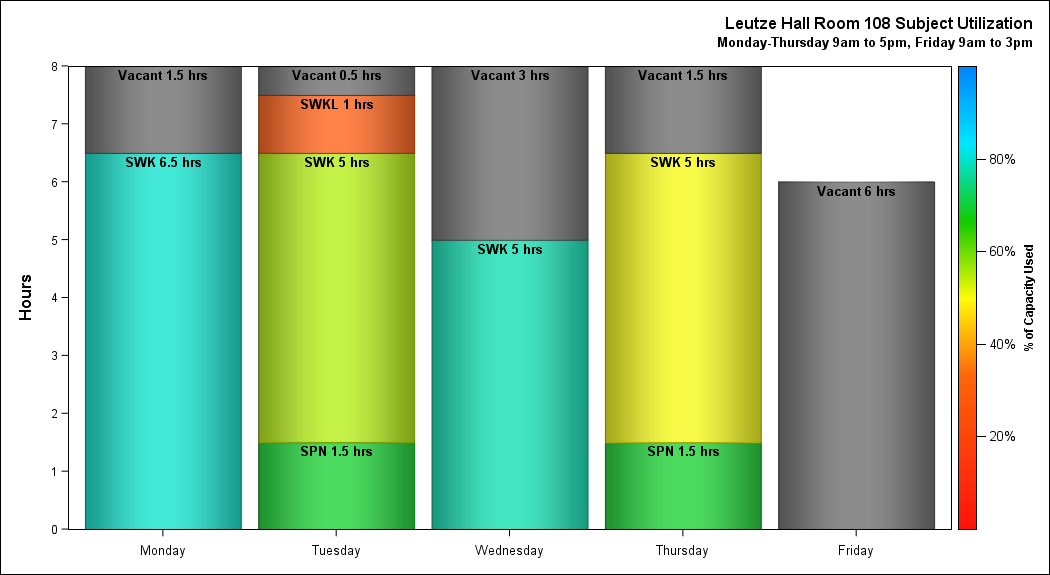 Leutze Hall Room 108 Subject Utilization
Monday-Thursday 9am to 5pm, Friday 9am to 3pm
Hours
8
7
6
5
4
3
2
1
0
Vacant 1.5 hrs
SWK 6.5 hrs
Vacant 0.5 hrs
SWKL 1 hrs
SWK 5 hrs
SPN 1.5 hrs
Vacant 3 hrs
SWK 5 hrs
Vacant 1.5 hrs
SWK 5 hrs
SPN 1.5 hrs
Vacant 6 hrs
Monday
Tuesday
Wednesday
Thursday
Friday
80%
60%
40%
20%
% of Capacity Used